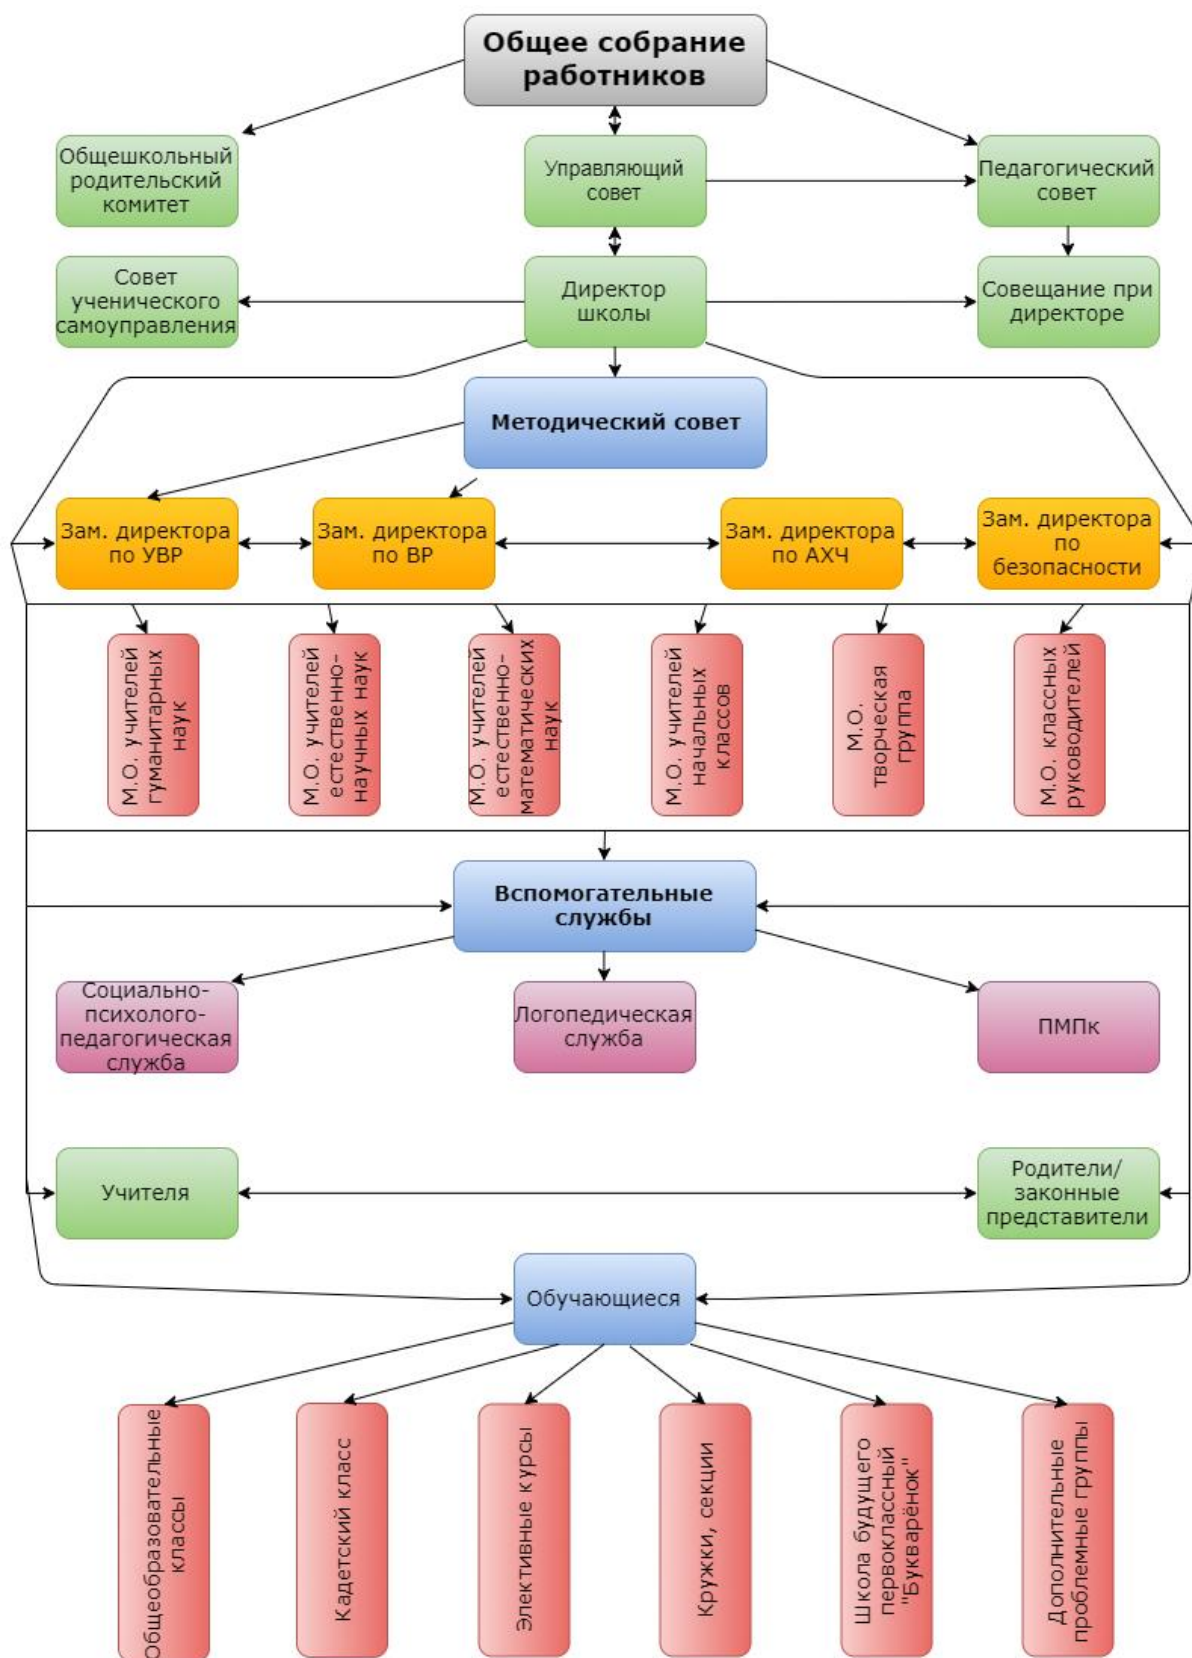 Общее собрание
работников
Общешкольный
родительский
комитет
Управляющий
совет
Педагогический
совет
Совет
ученического
самоуправления
Директор
школы
Совещание при
директоре
Методический совет
Зам. директора
по УВР
Зам. директора
по ВР
Зам. директора
по АХЧ
Зам. директора
по
безопасности
М.О. учителей
гуманитарных
наук
М.О. учителей
естественно-
научных наук
М.О. учителей
естественно-
математических
наук
М.О. учителей
начальных
классов
М.О.
творческая
группа
М.О. классных
руководителей
Вспомогательные
службы
Социально-
психолого-
педагогическая
служба
Логопедическая
служба
ПМПк
Учителя
Родители/
законные
представители
Обучающиеся
Общеобразовательные
классы
Кадетский класс
Элективные курсы
Кружки, секции
Школа будущего
первоклассный
"Букварёнок"
Дополнительные
проблемные группы